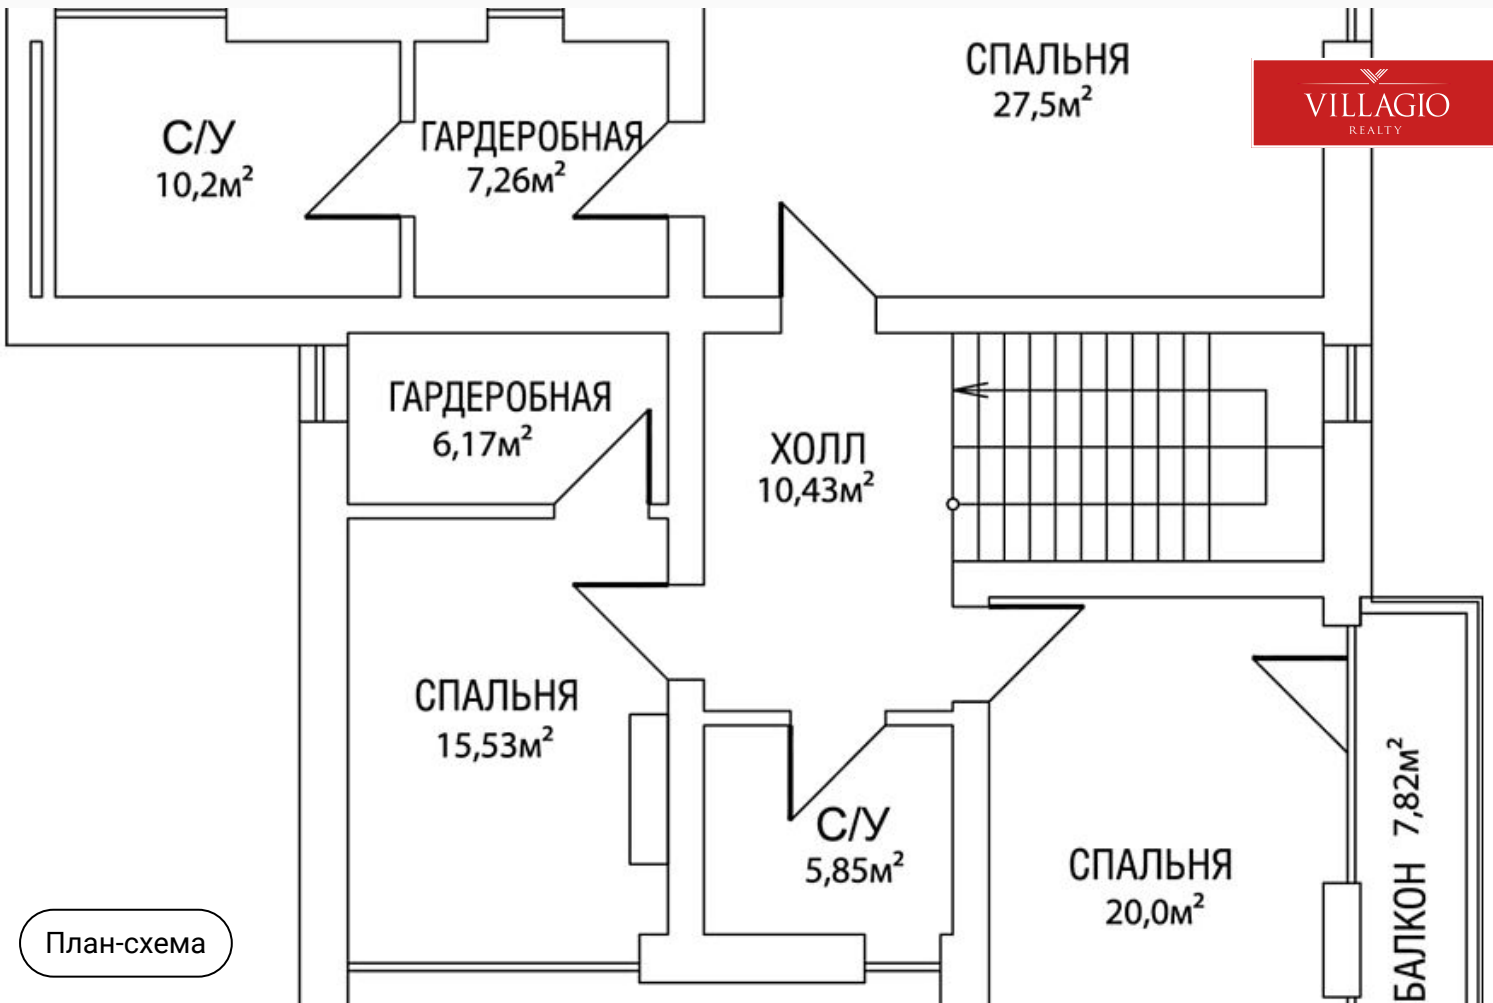 СПАЛЬНЯ
27,5м²
VILLAGIO
REALTY
С/У
10,2м²
ГАРДЕРОБНАЯ
7,26м²
ГАРДЕРОБНАЯ
6,17м²
ХОЛЛ
10,43м²
СПАЛЬНЯ
15,53м²
С/У
5,85м²
СПАЛЬНЯ
20,0м²
БАЛКОН 7,82м²
План-схема